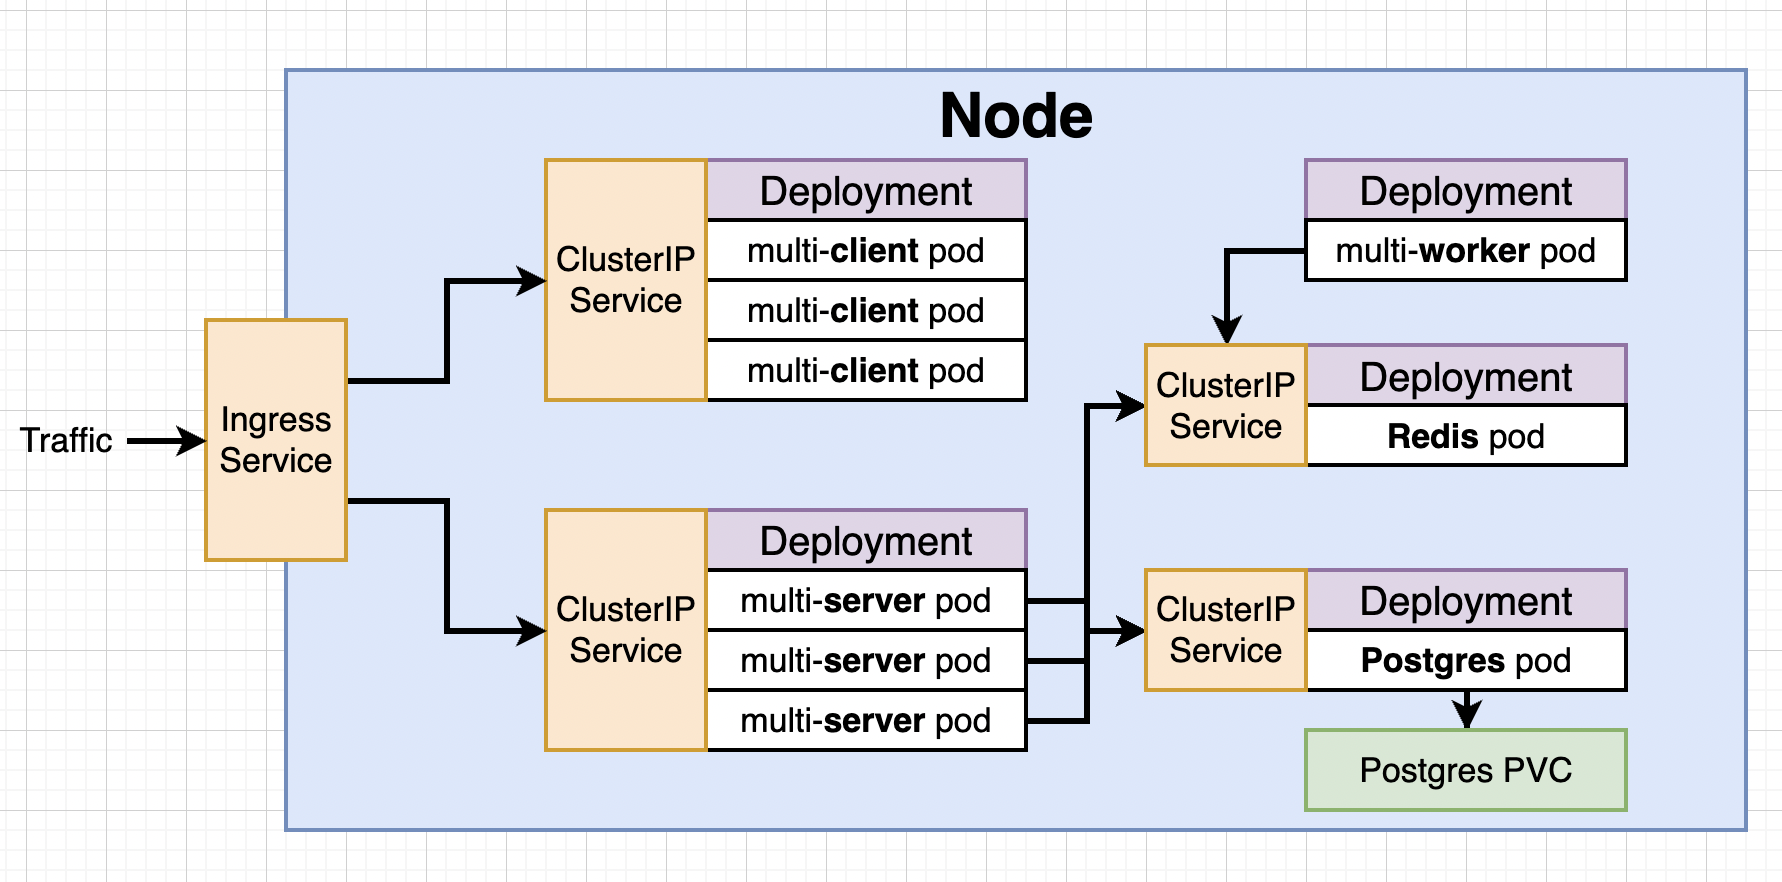 Node
Traffic
Ingress
Service
ClusterIP
Service
Deployment
multi-client pod
multi-client pod
multi-client pod
ClusterIP
Service
Deployment
multi-server pod
multi-server pod
multi-server pod
Deployment
multi-worker pod
ClusterIP
Service
Deployment
Redis pod
ClusterIP
Service
Deployment
Postgres pod
Postgres PVC